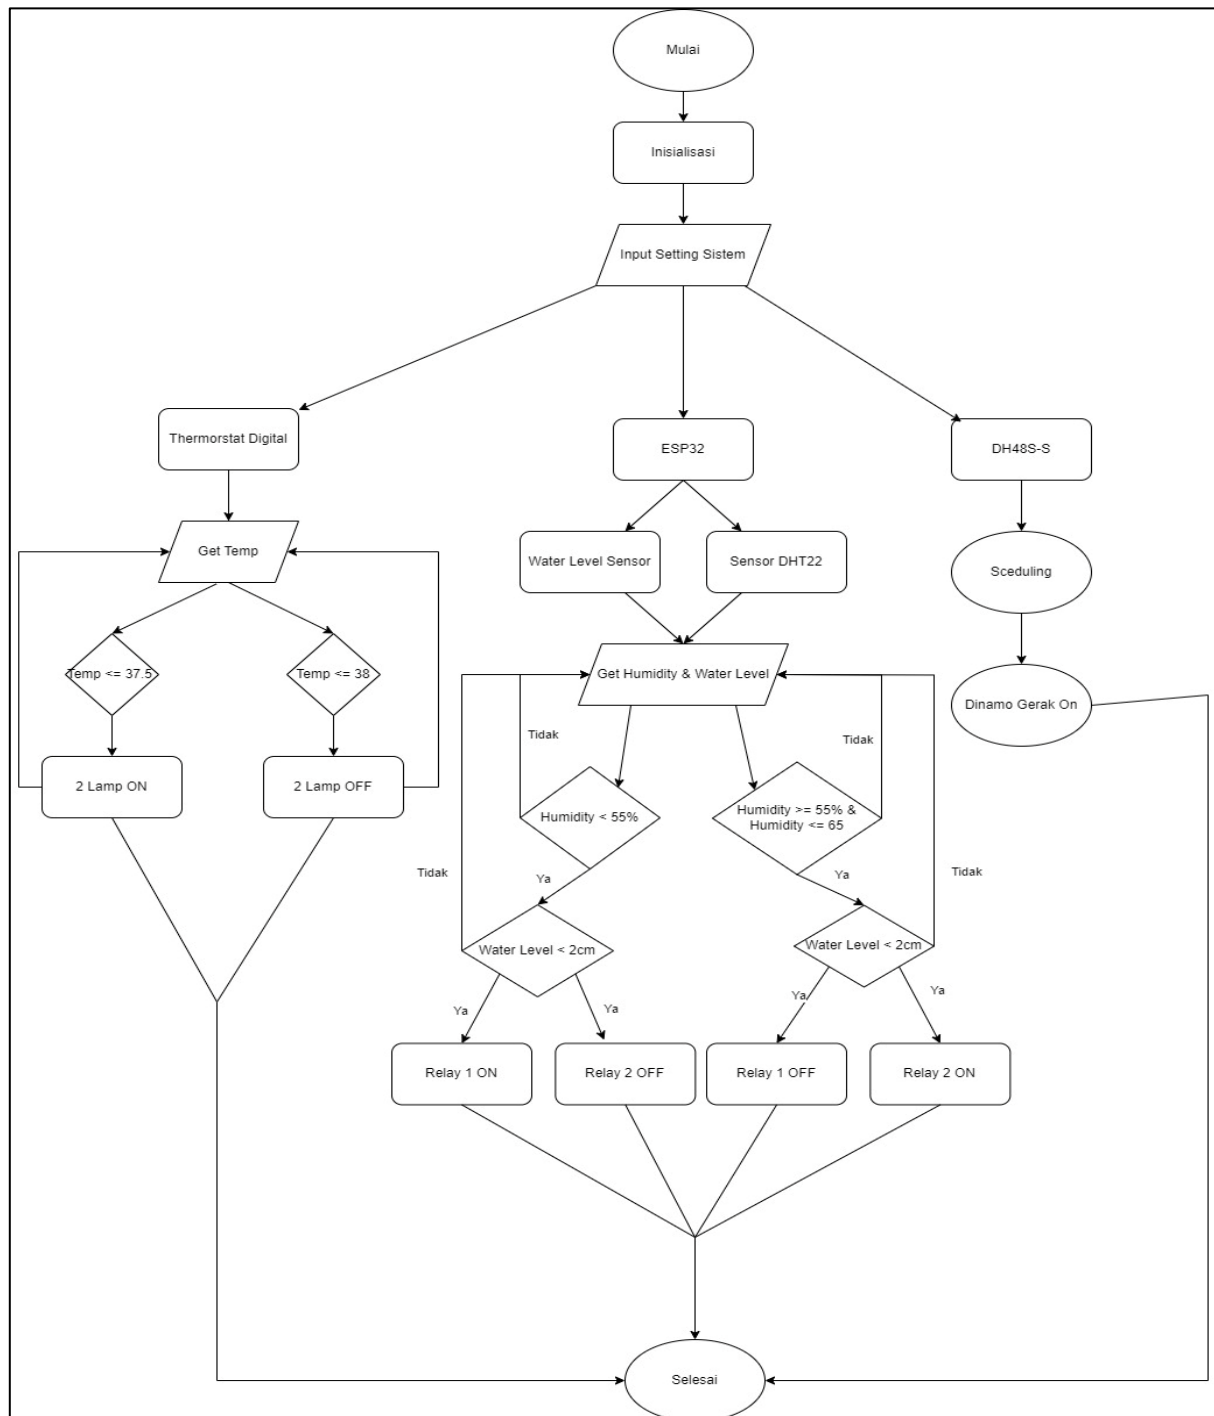 Mulai
Inisialisasi
Input Setting Sistem
Thermorstat Digital
ESP32
DH48S-S
Get Temp
Water Level Sensor
Sensor DHT22
Sceduling
Temp <= 37.5
Temp <= 38
Get Humidity & Water Level
Dinamo Gerak On
Tidak
Tidak
2 Lamp ON
2 Lamp OFF
Humidity < 55%
Humidity >= 55% &
Humidity <= 65
Tidak
Ya
Ya
Tidak
Water Level < 2cm
Water Level < 2cm
Ya
Ya
Ya
Ya
Relay 1 ON
Relay 2 OFF
Relay 1 OFF
Relay 2 ON
Selesai